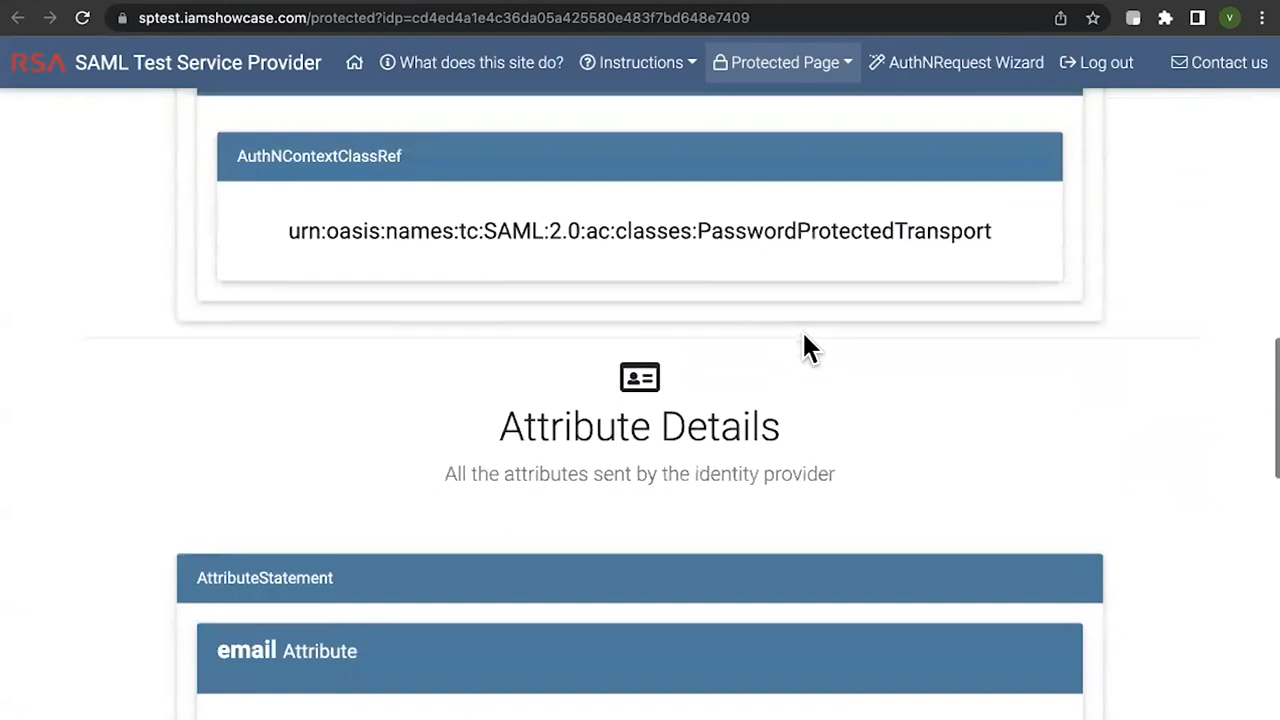 sptest.iamshowcase.com/protected?idp=cd4ed4a1e4c36da05a425580e483f7bd648e7409
V
RSA SAML Test Service Provider What does this site do? Instructions Protected Page AuthNRequest Wizard Log out Contact us
AuthNContextClassRef
urn:oasis:names:tc:SAML:2.0:ac:classes:PasswordProtectedTransport
Attribute Details
All the attributes sent by the identity provider
AttributeStatement
email Attribute